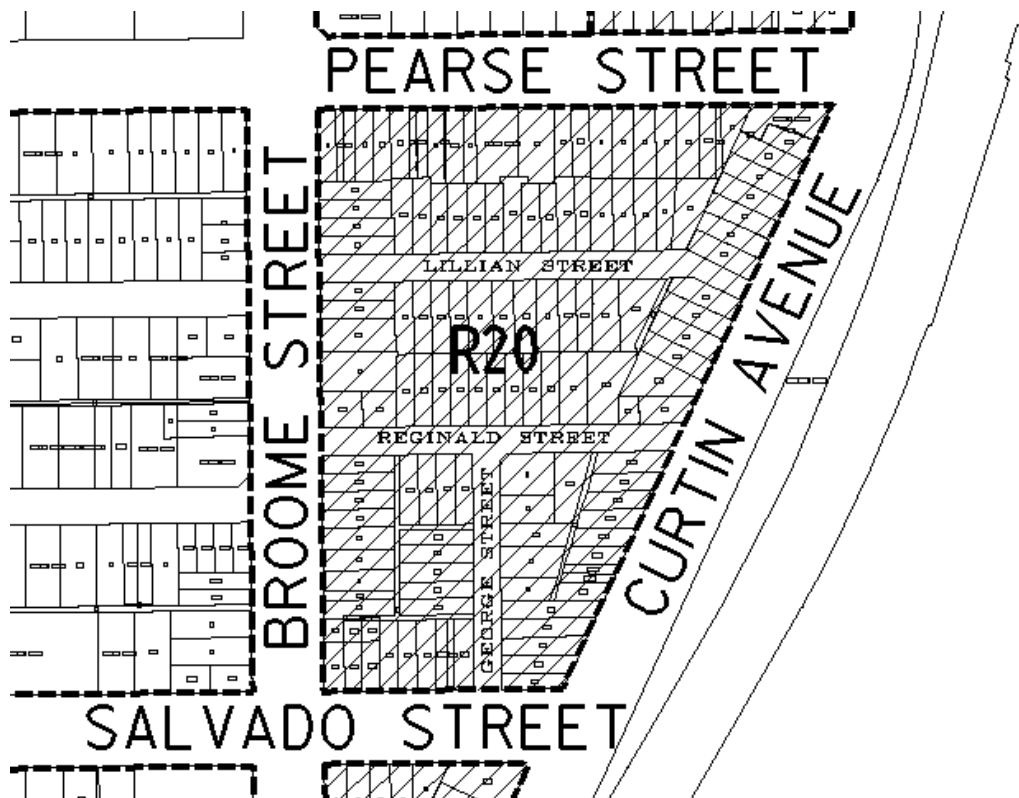 PEARSE STREET
BROOME STREET
LILLIAN STREET
R20
CURTIN AVENUE
REGINALD STREET
GEORGE STREET
SALVADO STREET